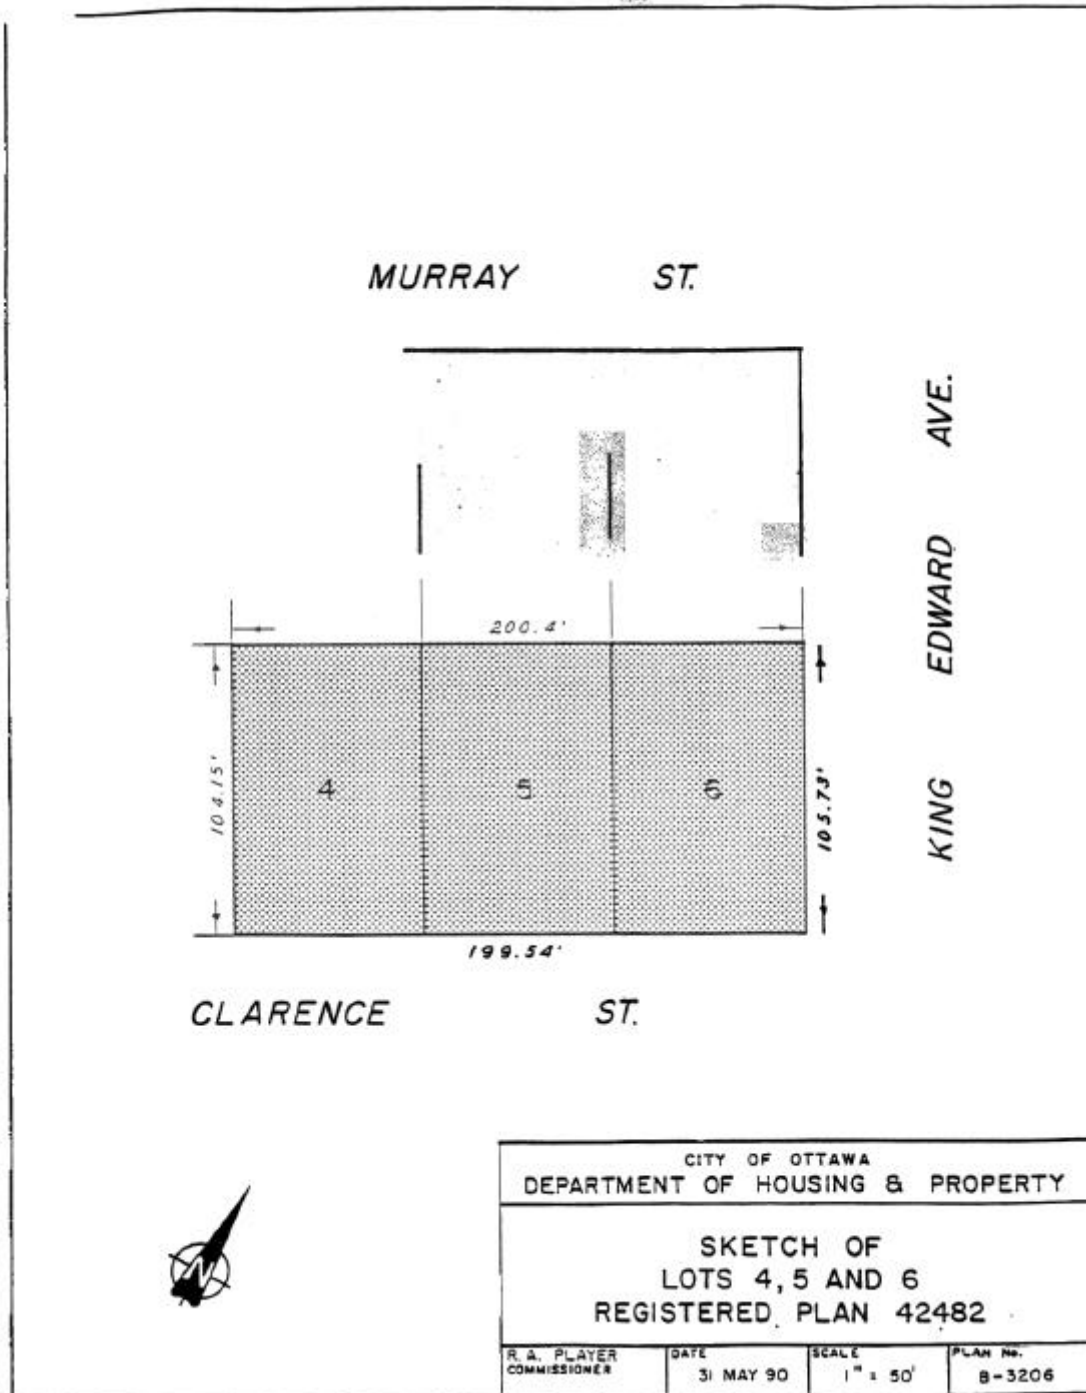 MURRAY ST.
KING EDWARD AVE.
200.4'
104.15'
4
5
6
105.73'
199.54'
CLARENCE ST.
N
CITY OF OTTAWA
DEPARTMENT OF HOUSING & PROPERTY
SKETCH OF
LOTS 4, 5 AND 6
REGISTERED PLAN 42482
R. A. PLAYER
COMMISSIONER
DATE
31 MAY 90
SCALE
1" = 50'
PLAN No.
B-3206